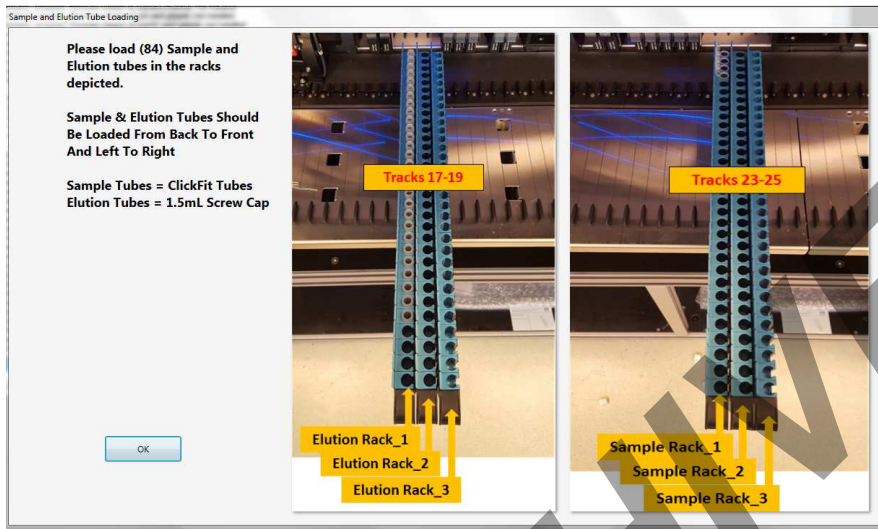 Sample and Elution Tube Loading
Please load (84) Sample and
Elution tubes in the racks
depicted.
Sample & Elution Tubes Should
Be Loaded From Back To Front
And Left To Right
Sample Tubes = ClickFit Tubes
Elution Tubes = 1.5mL Screw Cap
OK
Tracks 17-19
Elution Rack_1
Elution Rack_2
Elution Rack_3
Tracks 23-25
Sample Rack_1
Sample Rack_2
Sample Rack_3